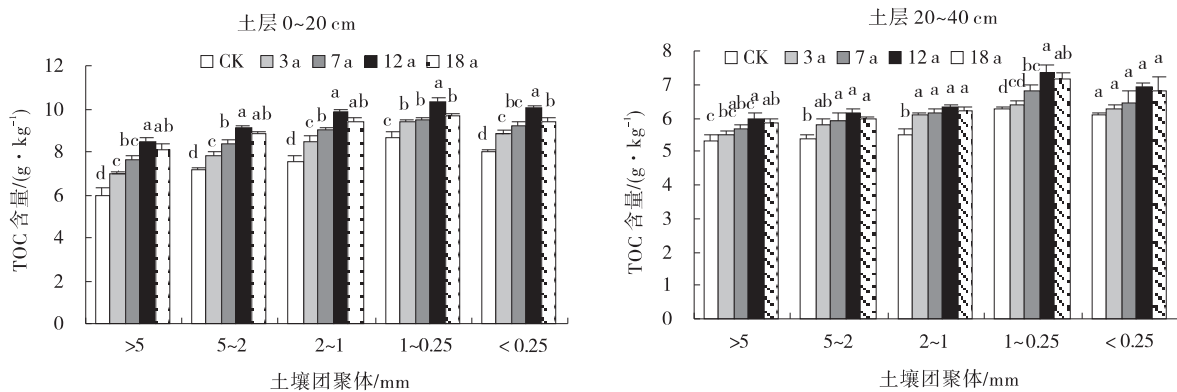 土层 0~20 cm
CK 3 a 7 a 12 a 18 a
TOC 含量/(g·kg⁻¹)
12
10
8
6
4
2
0
d c bc a ab
d c b a ab
d c b a ab
c b b a b
d c bc a b
>5 5~2 2~1 1~0.25 <0.25
土壤团聚体/mm
土层 20~40 cm
CK 3 a 7 a 12 a 18 a
TOC 含量/(g·kg⁻¹)
8
7
6
5
4
3
2
1
0
c bc abc a ab
b ab a a a
b a a a a
d cd bc a ab
a a a a a
>5 5~2 2~1 1~0.25 <0.25
土壤团聚体/mm